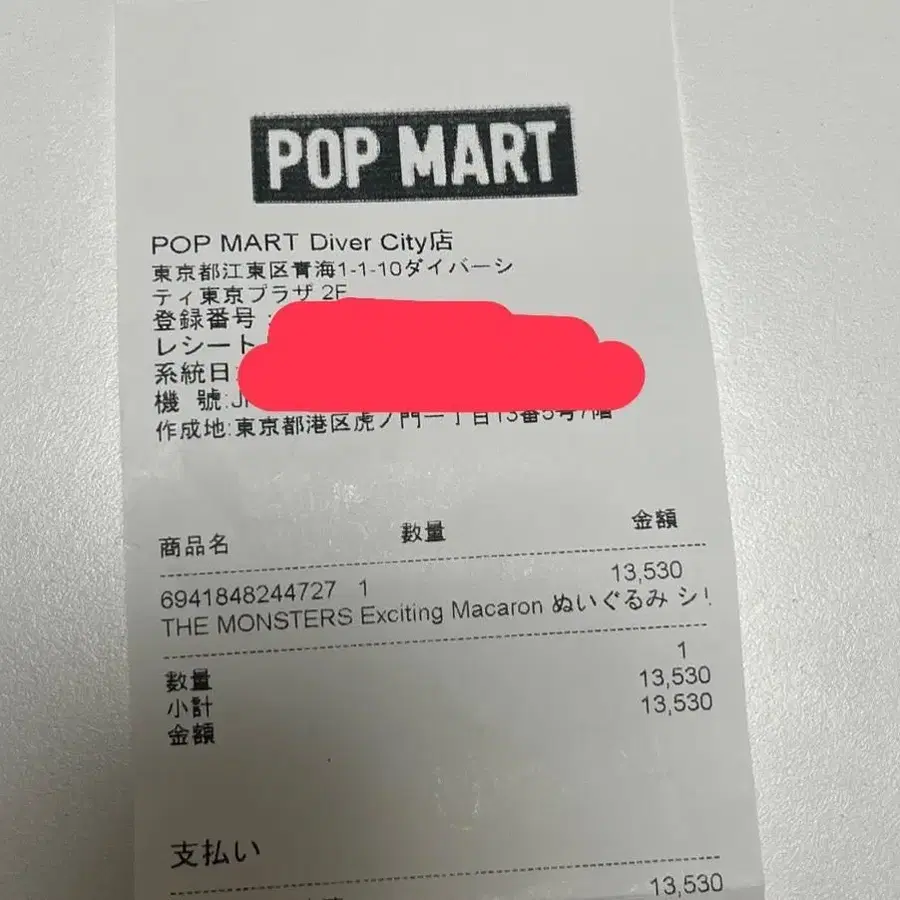 POP MART
POP MART Diver City店
東京都江東区青海1-1-10ダイバーシ
ティ東京プラザ 2F
登録番号:
レシート
系統日
機 號:
作成地:東京都港区虎ノ門一丁目13番5号7階
商品名 数量 金額
6941848244727 1 13,530
THE MONSTERS Exciting Macaron ぬいぐるみ シ
数量 1
小計 13,530
金額 13,530
支払い
13,530